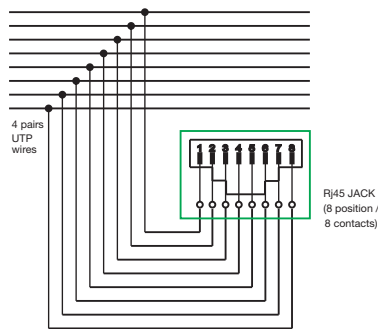 4 pairs
UTP
wires
1 2 3 4 5 6 7 8
Rj45 JACK
(8 position /
8 contacts)